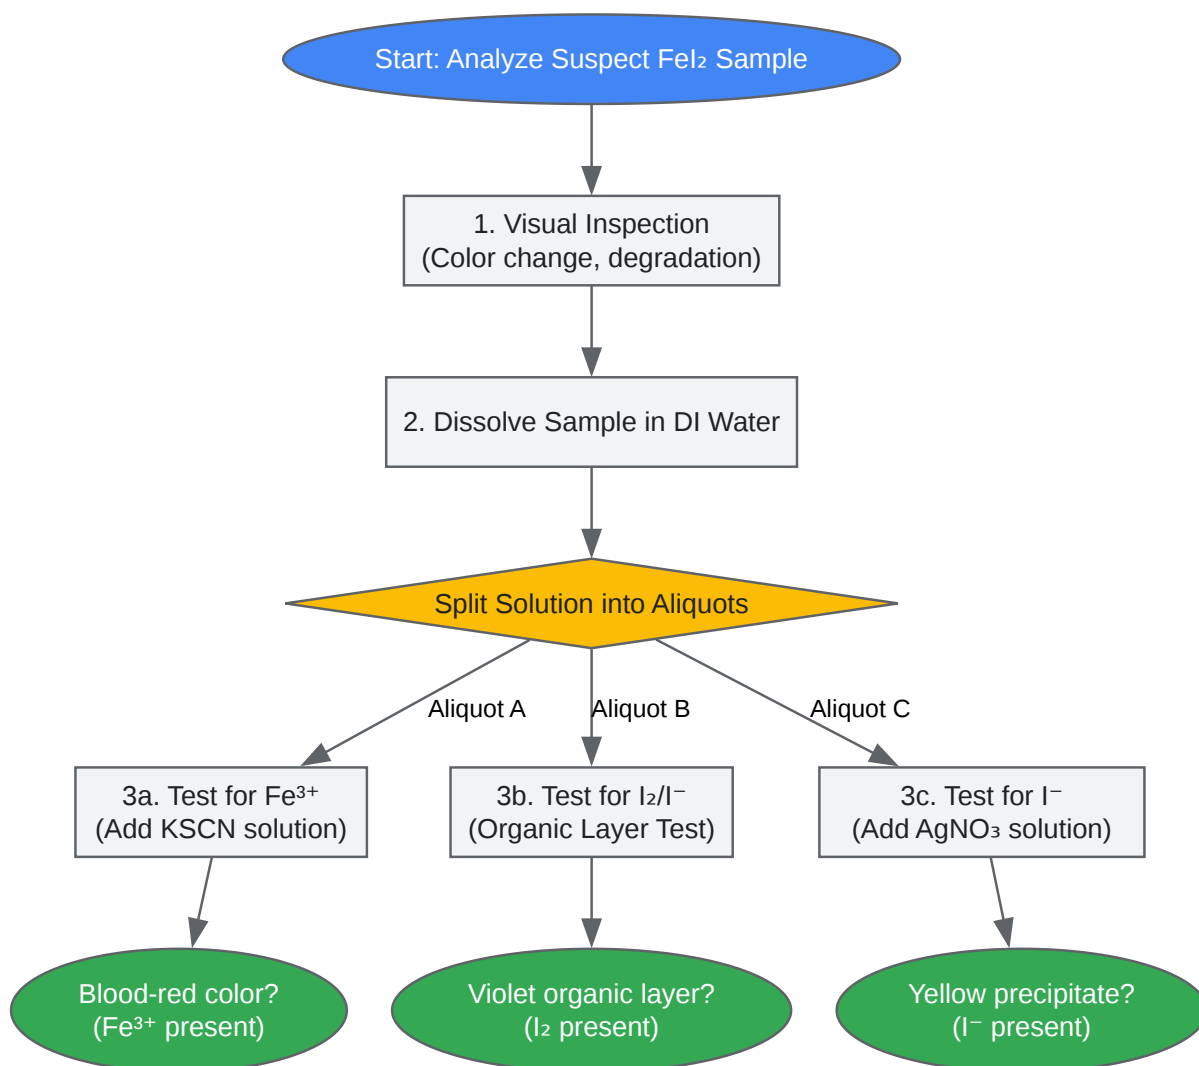 Start: Analyze Suspect FeI₂ Sample
1. Visual Inspection
(Color change, degradation)
2. Dissolve Sample in DI Water
Split Solution into Aliquots
Aliquot A
Aliquot B
Aliquot C
3a. Test for Fe³⁺
(Add KSCN solution)
3b. Test for I₂/I⁻
(Organic Layer Test)
3c. Test for I⁻
(Add AgNO₃ solution)
Blood-red color?
(Fe³⁺ present)
Violet organic layer?
(I₂ present)
Yellow precipitate?
(I⁻ present)